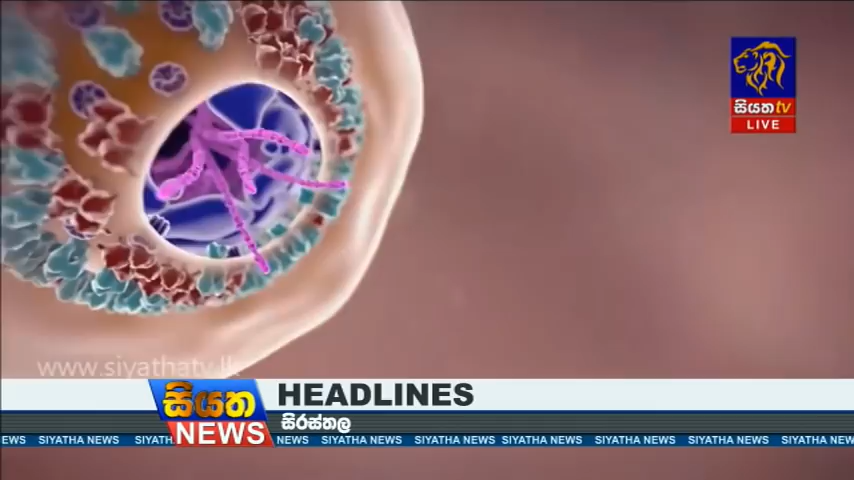 සියත tv
LIVE
www.siyathatv.lk
සියත
NEWS
HEADLINES
සිරස්තල
NEWS SIYATHA NEWS SIYATHA NEWS SIYATHA NEWS SIYATHA NEWS SIYATHA NEWS SIYATHA NEWS SIYATHA NEWS SIYATHA NEWS